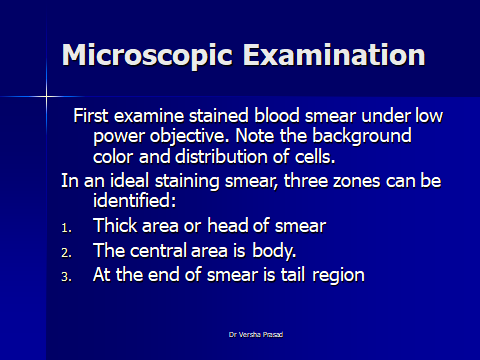 Microscopic Examination
First examine stained blood smear under low
power objective. Note the background
color and distribution of cells.
In an ideal staining smear, three zones can be
identified:
1. Thick area or head of smear
2. The central area is body.
3. At the end of smear is tail region
Dr Versha Prasad